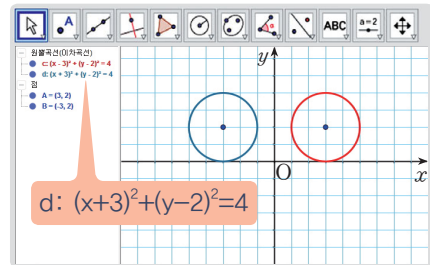 A
α
ABC
a=2
원뿔곡선(이차곡선)
c: (x - 3)² + (y - 2)² = 4
d: (x + 3)² + (y - 2)² = 4
점
A = (3, 2)
B = (-3, 2)
y
O
x
d: (x+3)²+(y−2)²=4